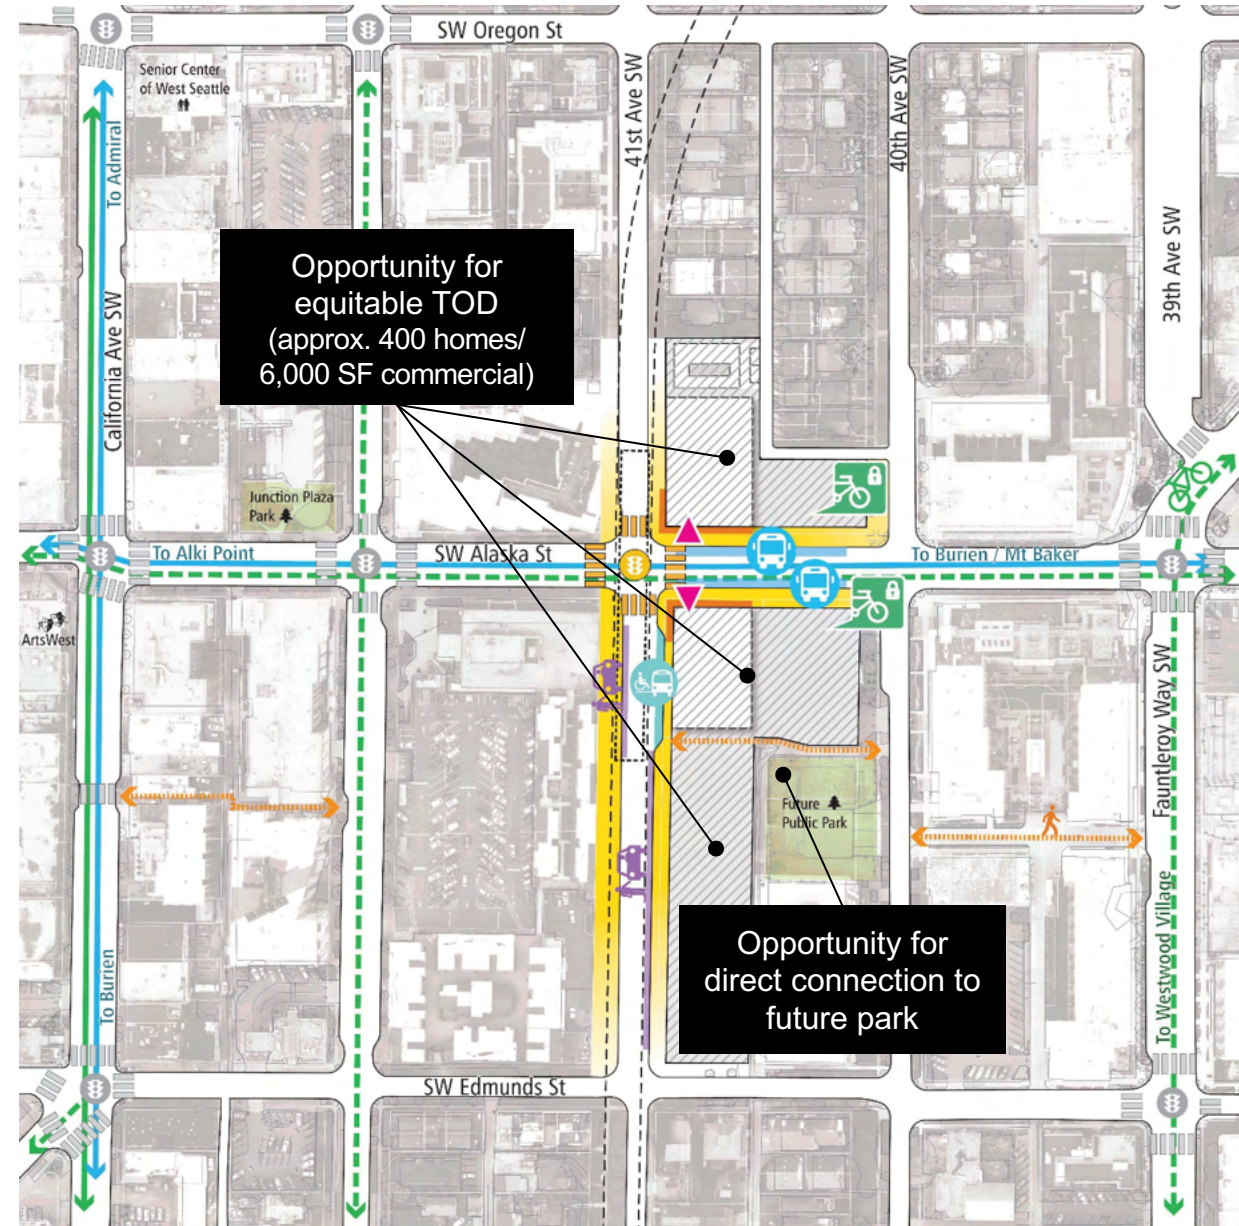 SW Oregon St
Senior Center
of West Seattle
41st Ave SW
40th Ave SW
To Admiral
39th Ave SW
Opportunity for
equitable TOD
(approx. 400 homes/
6,000 SF commercial)
California Ave SW
Junction Plaza
Park
To Alki Point
SW Alaska St
To Burien / Mt Baker
ArtsWest
Fauntleroy Way SW
Future
Public Park
To Westwood Village
Opportunity for
direct connection to
future park
To Burien
SW Edmunds St